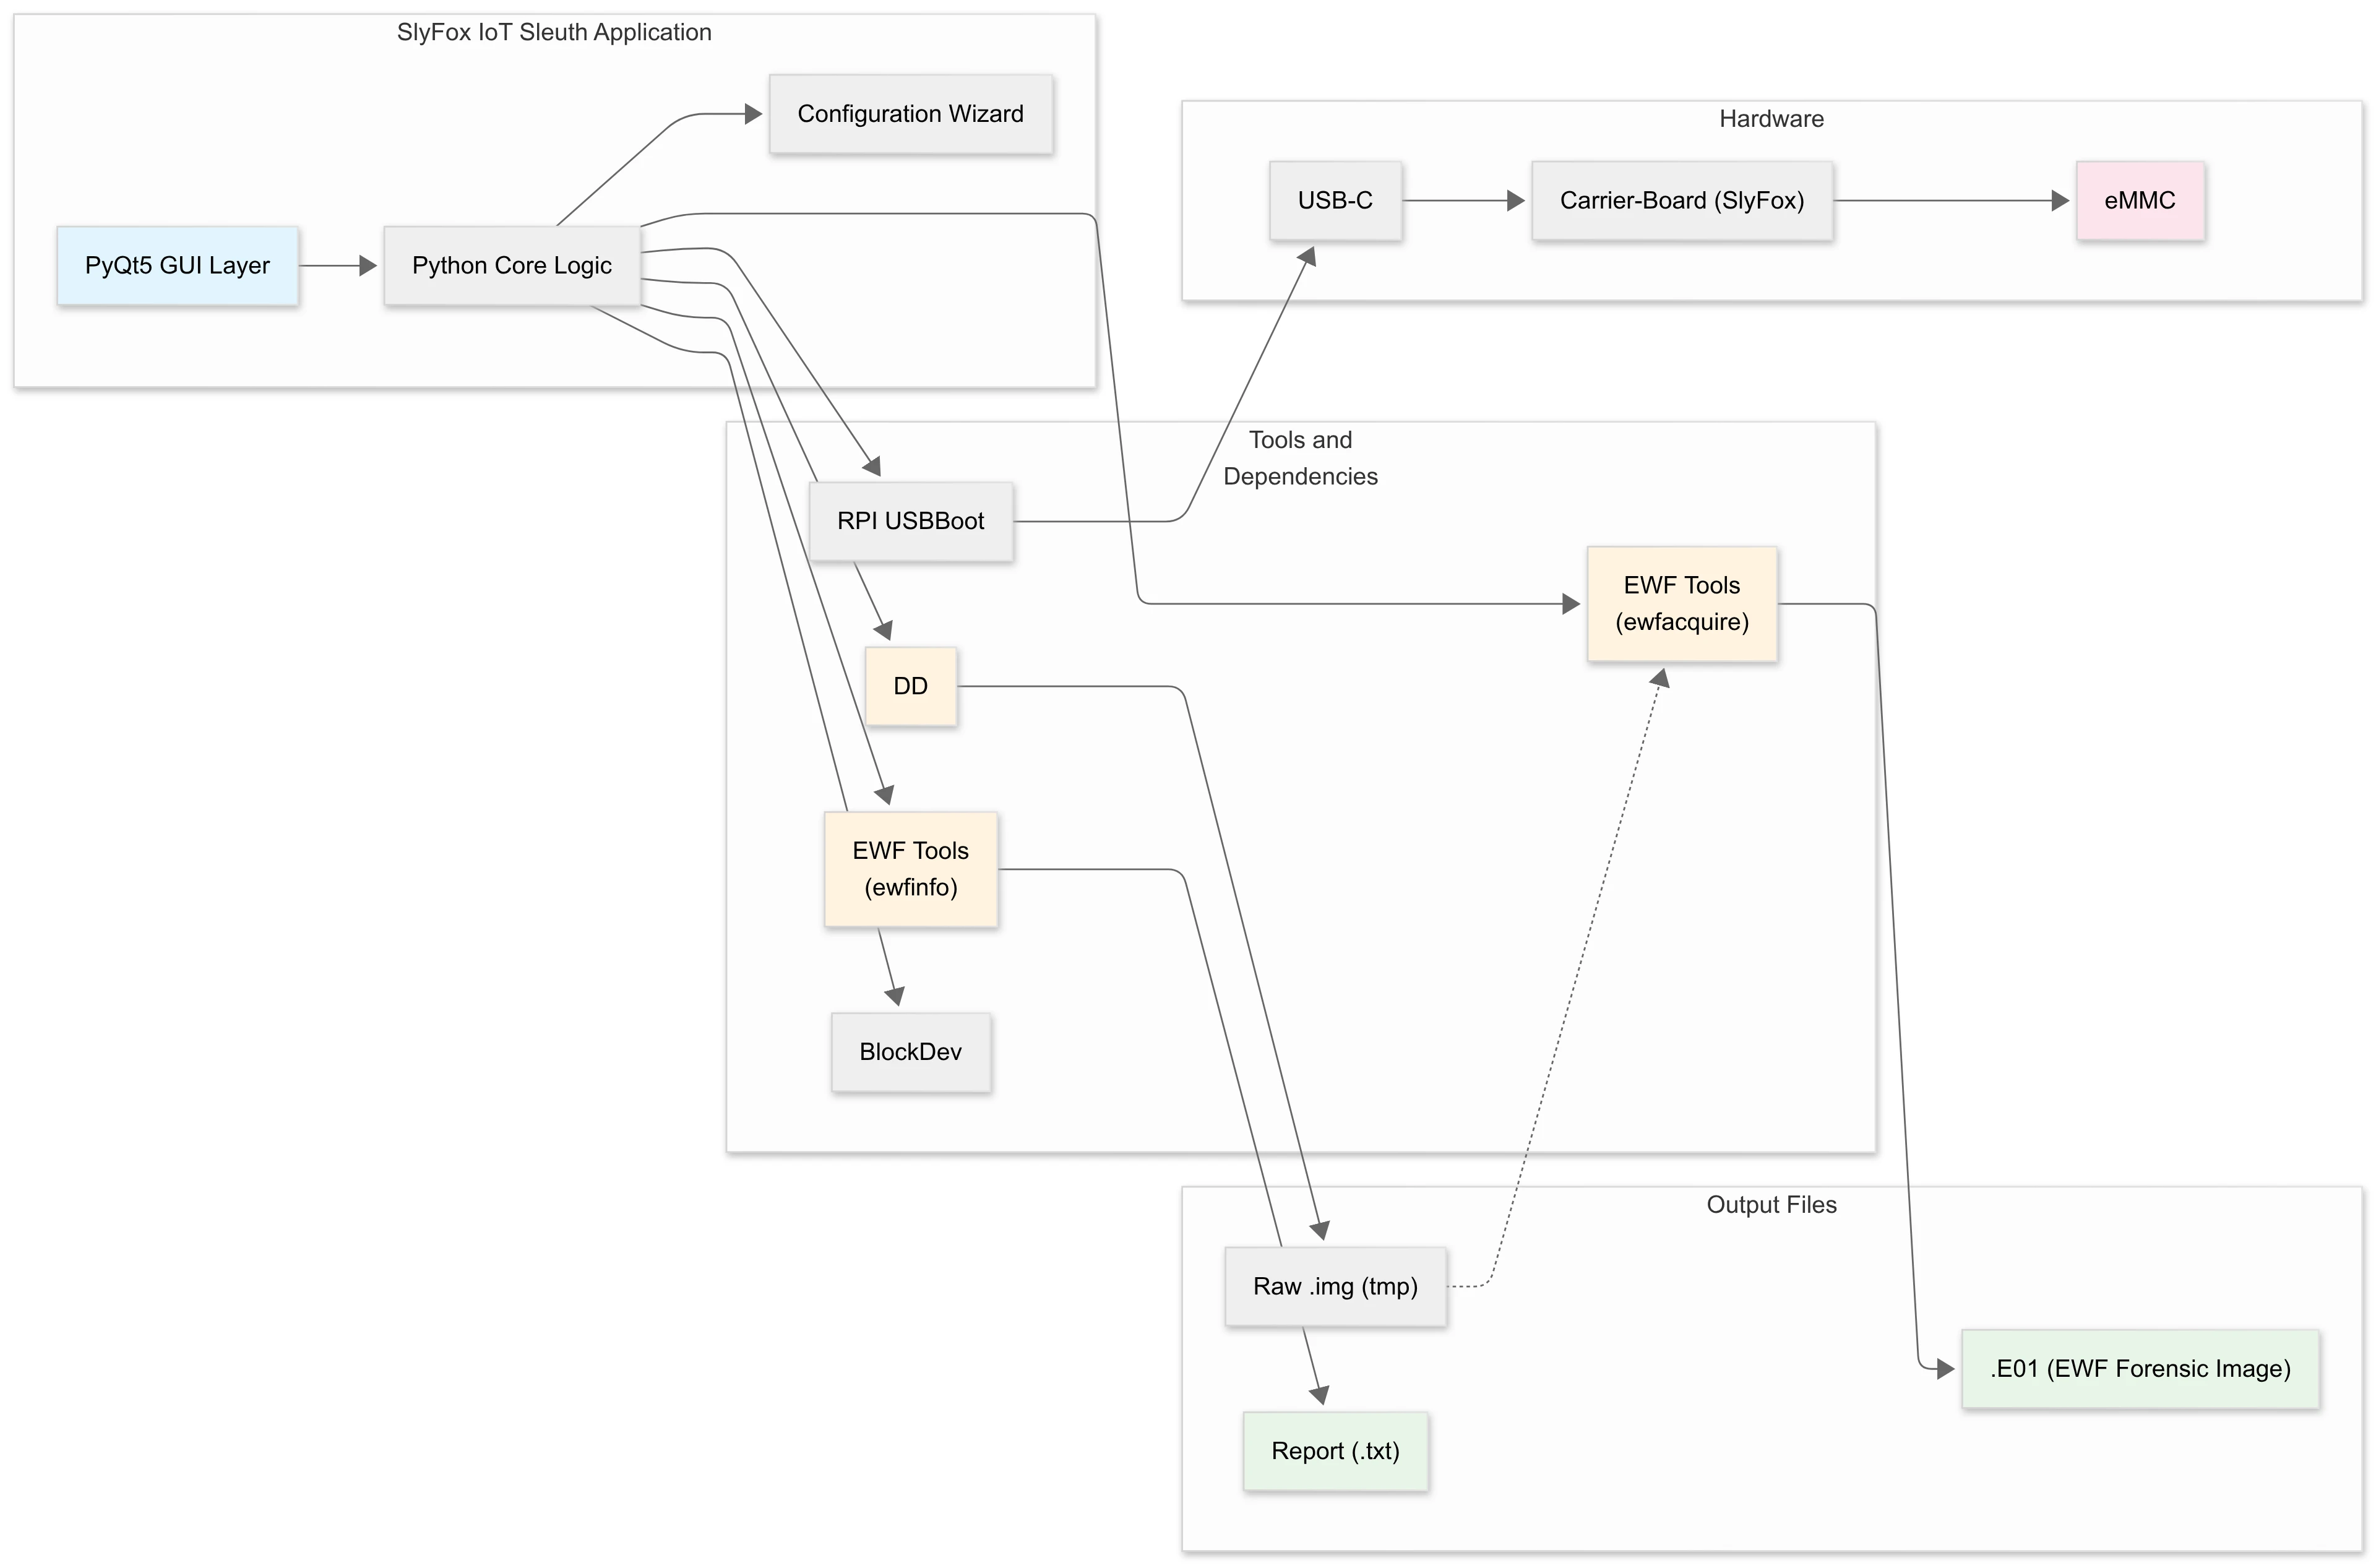 SlyFox IoT Sleuth Application
Configuration Wizard
PyQt5 GUI Layer
Python Core Logic
Hardware
USB-C
Carrier-Board (SlyFox)
eMMC
Tools and
Dependencies
RPI USBBoot
EWF Tools
(ewfacquire)
DD
EWF Tools
(ewfinfo)
BlockDev
Output Files
Raw .img (tmp)
.E01 (EWF Forensic Image)
Report (.txt)